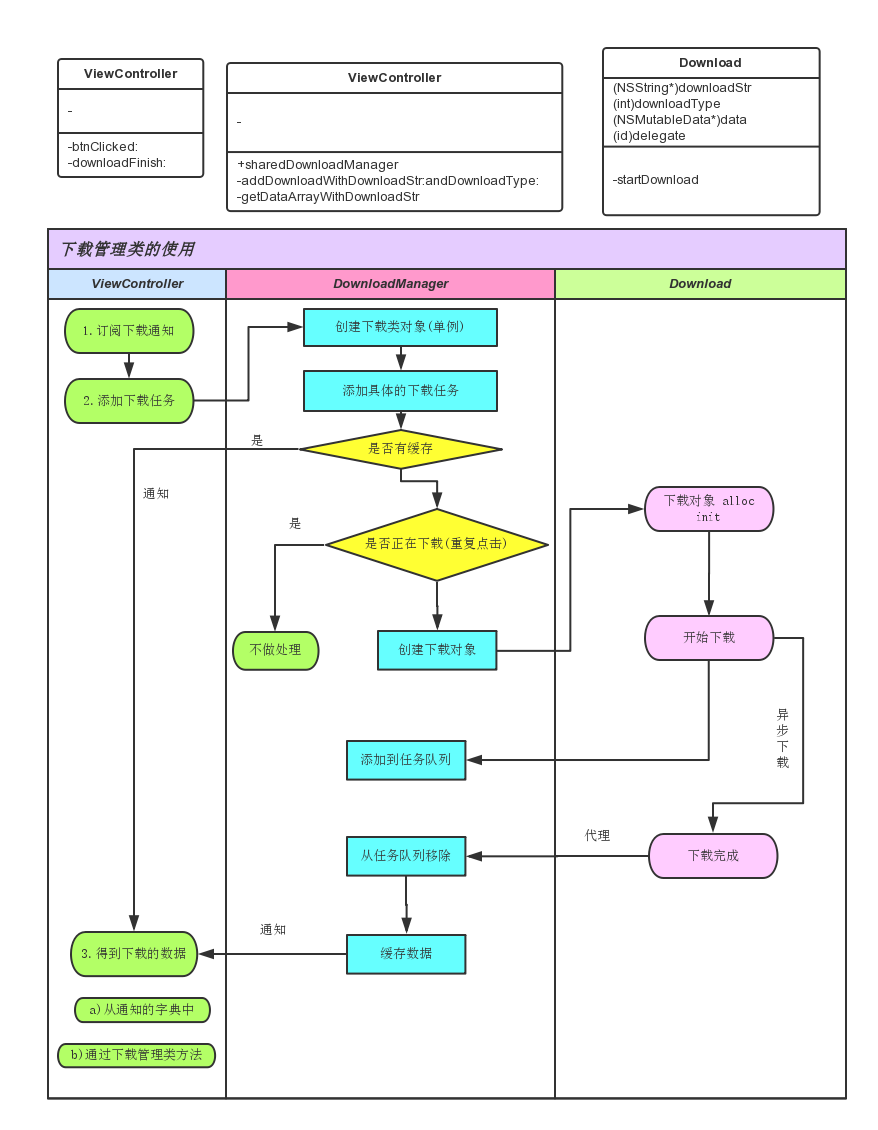 ViewController
-
-btnClicked:
-downloadFinish:
ViewController
-
+sharedDownloadManager
-addDownloadWithDownloadStr:andDownloadType:
-getDataArrayWithDownloadStr
Download
(NSString*)downloadStr
(int)downloadType
(NSMutableData*)data
(id)delegate
-startDownload
下载管理类的使用
ViewController
DownloadManager
Download
1.订阅下载通知
创建下载类对象(单例)
2.添加下载任务
添加具体的下载任务
是
是否有缓存
通知
下载对象 alloc
init
是
是否正在下载(重复点击)
不做处理
创建下载对象
开始下载
异
步
下
载
添加到任务队列
代理
从任务队列移除
下载完成
通知
3.得到下载的数据
缓存数据
a)从通知的字典中
b)通过下载管理类方法